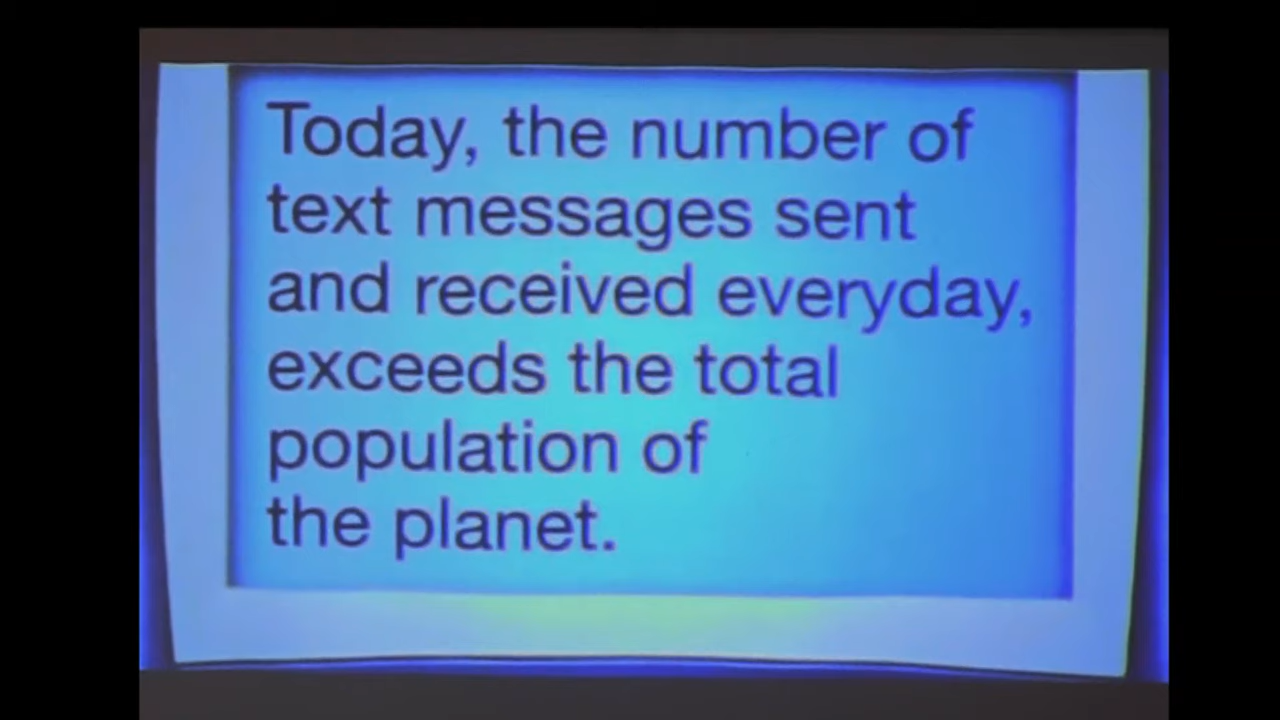 Today, the number of
text messages sent
and received everyday,
exceeds the total
population of
the planet.